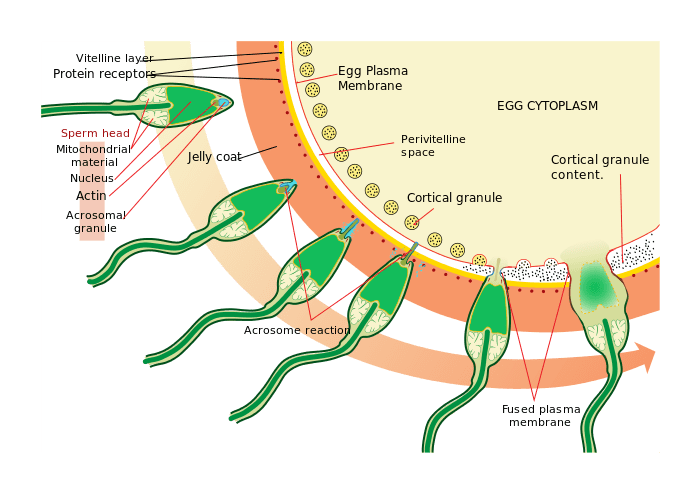 Vitelline layer
Protein receptors
Egg Plasma
Membrane
EGG CYTOPLASM
Sperm head
Mitochondrial
material
Nucleus
Actin
Acrosomal
granule
Jelly coat
Perivitelline
space
Cortical granule
content.
Cortical granule
Acrosome reaction
Fused plasma
membrane